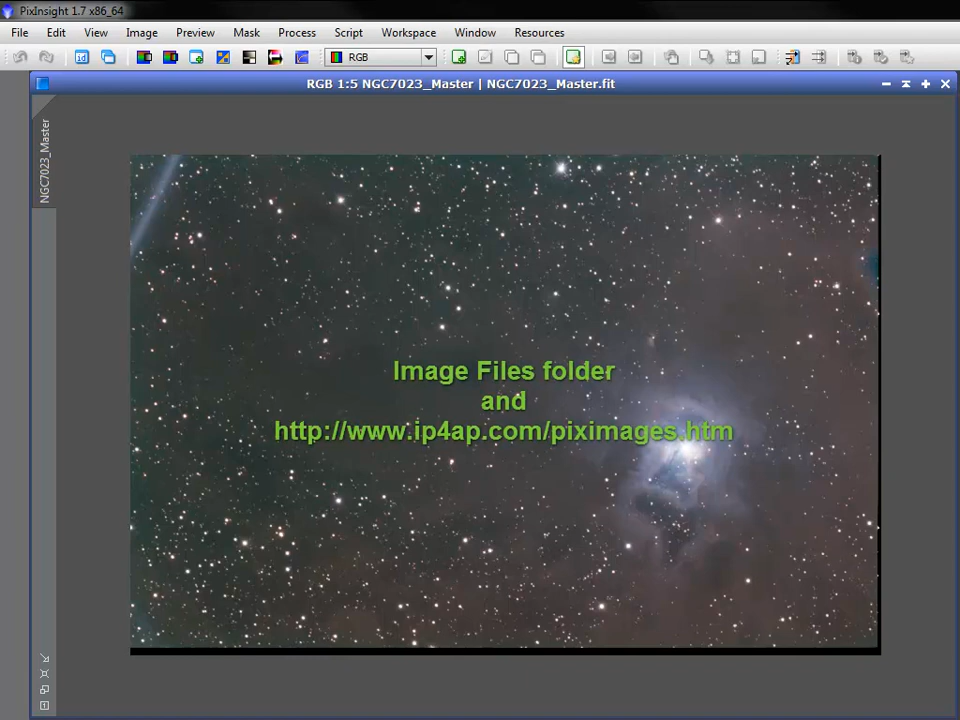 PixInsight 1.7 x86_64
File Edit View Image Preview Mask Process Script Workspace Window Resources
RGB
RGB 1:5 NGC7023_Master | NGC7023_Master.fit
NGC7023_Master
Image Files folder
and
http://www.ip4ap.com/piximages.htm